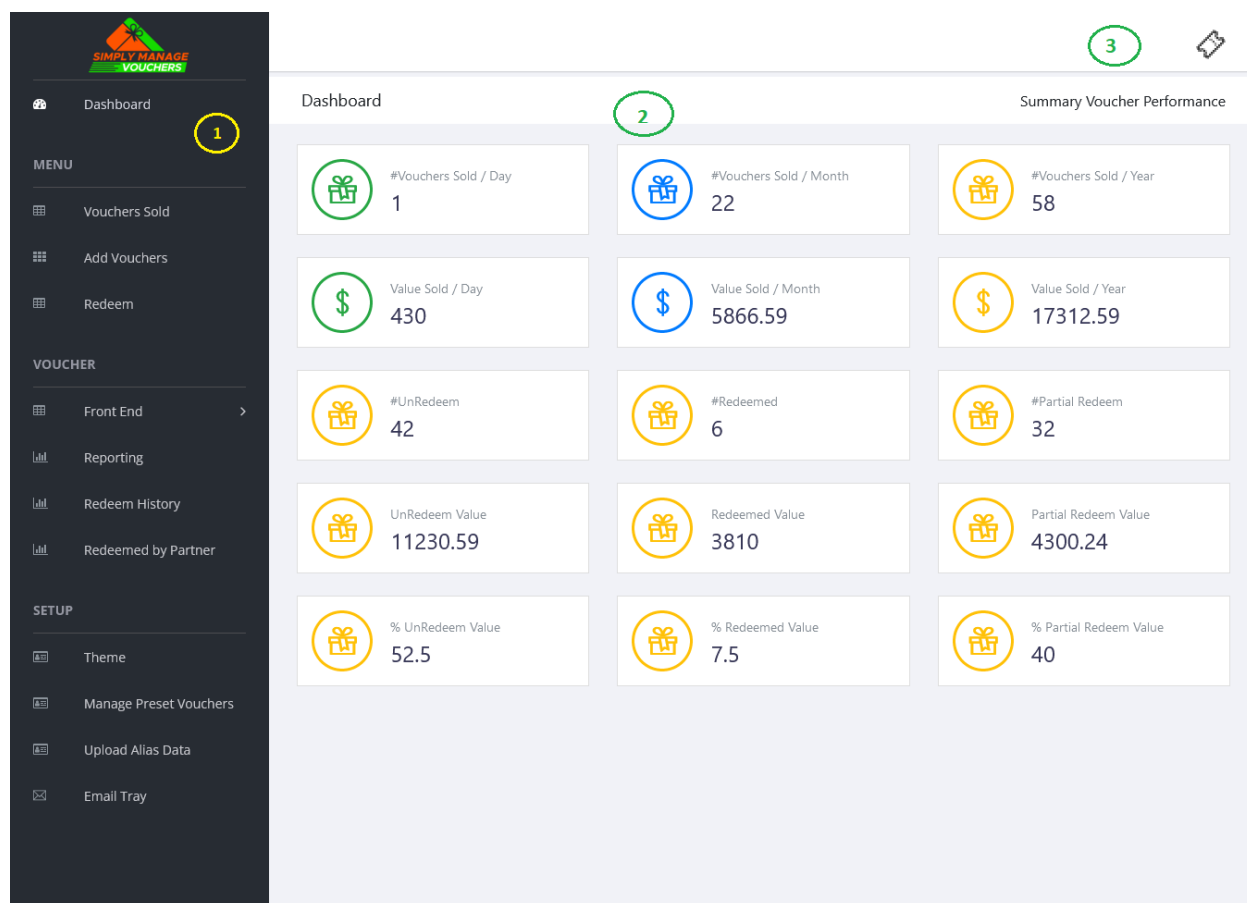 SIMPLY MANAGE
VOUCHERS
Dashboard
1
MENU
Vouchers Sold
Add Vouchers
Redeem
VOUCHER
Front End
Reporting
Redeem History
Redeemed by Partner
SETUP
Theme
Manage Preset Vouchers
Upload Alias Data
Email Tray
3
Dashboard
2
Summary Voucher Performance
#Vouchers Sold / Day
1
#Vouchers Sold / Month
22
#Vouchers Sold / Year
58
Value Sold / Day
430
Value Sold / Month
5866.59
Value Sold / Year
17312.59
#UnRedeem
42
#Redeemed
6
#Partial Redeem
32
UnRedeem Value
11230.59
Redeemed Value
3810
Partial Redeem Value
4300.24
% UnRedeem Value
52.5
% Redeemed Value
7.5
% Partial Redeem Value
40